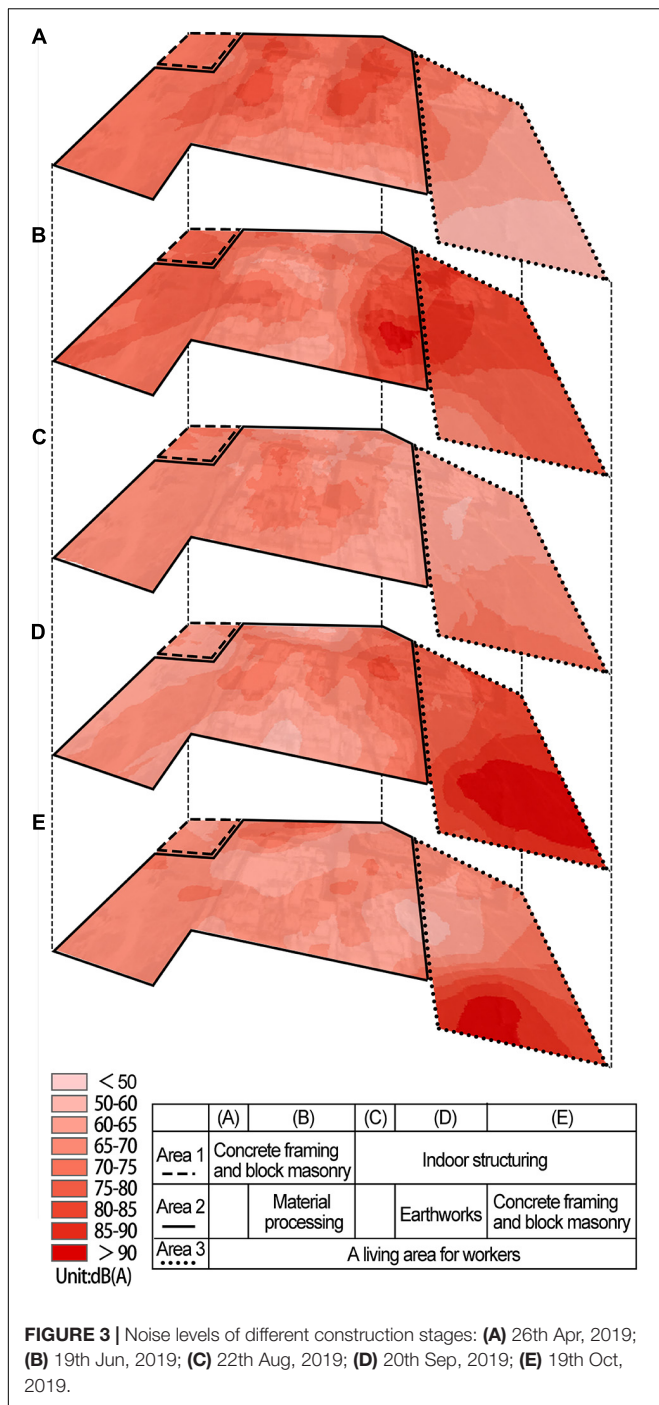 A
B
C
D
E
< 50
50-60
60-65
65-70
70-75
75-80
80-85
85-90
> 90
Unit:dB(A)
(A) (B) (C) (D) (E)
Area 1 Concrete framing and block masonry Indoor structuring
Area 2 Material processing Earthworks Concrete framing and block masonry
Area 3 A living area for workers
FIGURE 3 | Noise levels of different construction stages: (A) 26th Apr, 2019;
(B) 19th Jun, 2019; (C) 22th Aug, 2019; (D) 20th Sep, 2019; (E) 19th Oct,
2019.